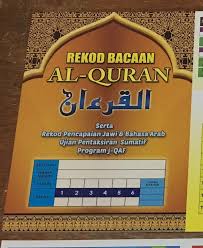 REKOD BACAAN
AL-QURAN
القرءان
Serta
Rekod Pencapaian Jawi & Bahasa Arab
Ujian Pentaksiran Sumatif
Program j-QAF
1 2 3 4 5 6